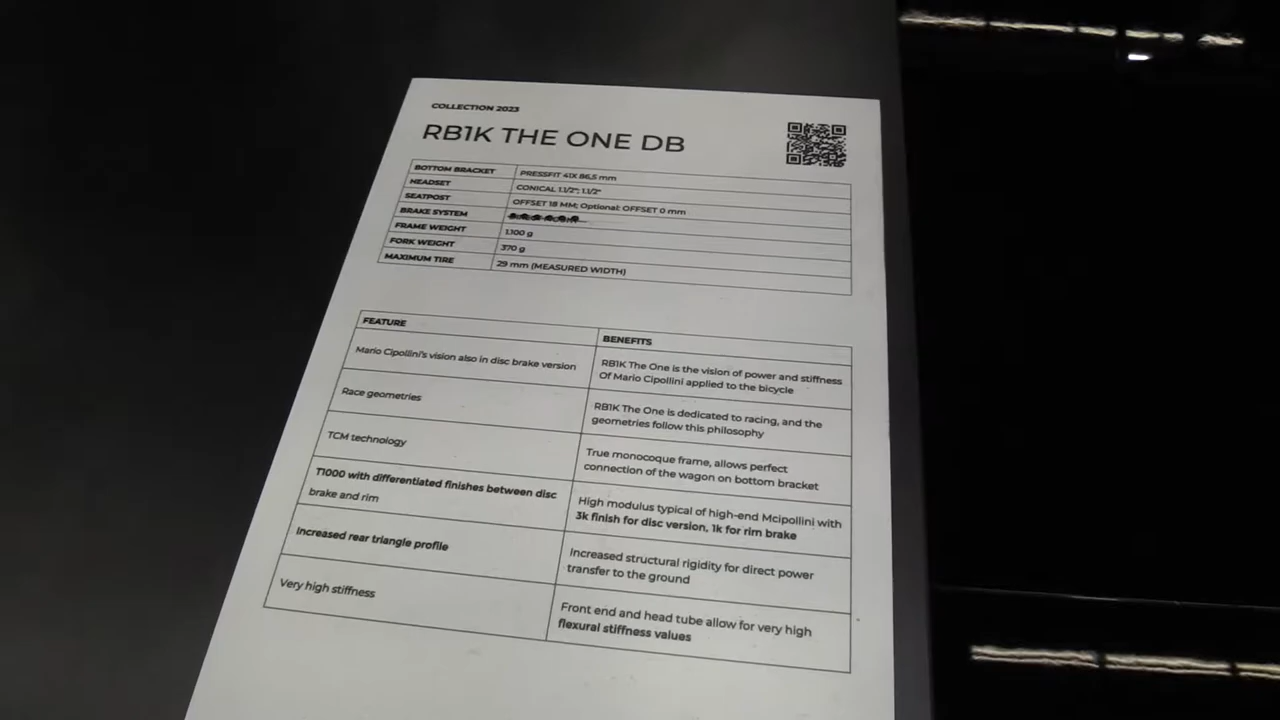 COLLECTION 2023
RB1K THE ONE DB
BOTTOM BRACKET PRESSFIT 41X 86,5 mm
HEADSET CONICAL 1.1/2"; 1.1/2"
SEATPOST OFFSET 18 MM; Optional: OFFSET 0 mm
BRAKE SYSTEM
FRAME WEIGHT 1.100 g
FORK WEIGHT 370 g
MAXIMUM TIRE 29 mm (MEASURED WIDTH)
FEATURE BENEFITS
Mario Cipollini's vision also in disc brake version
RB1K The One is the vision of power and stiffness
Of Mario Cipollini applied to the bicycle
Race geometries
RB1K The One is dedicated to racing, and the
geometries follow this philosophy
TCM technology
True monocoque frame, allows perfect
connection of the wagon on bottom bracket
T1000 with differentiated finishes between disc
brake and rim
High modulus typical of high-end Mcipollini with
3k finish for disc version, 1k for rim brake
Increased rear triangle profile
Increased structural rigidity for direct power
transfer to the ground
Very high stiffness
Front end and head tube allow for very high
flexural stiffness values